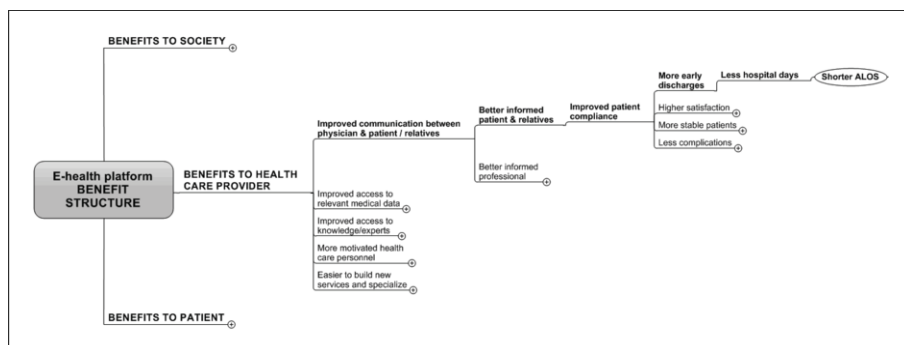 BENEFITS TO SOCIETY
E-health platform
BENEFIT
STRUCTURE
BENEFITS TO HEALTH
CARE PROVIDER
Improved communication between
physician & patient / relatives
Better informed
patient & relatives
Improved patient
compliance
More early
discharges
Less hospital days
Shorter ALOS
Higher satisfaction
More stable patients
Less complications
Better informed
professional
Improved access to
relevant medical data
Improved access to
knowledge/experts
More motivated health
care personnel
Easier to build new
services and specialize
BENEFITS TO PATIENT